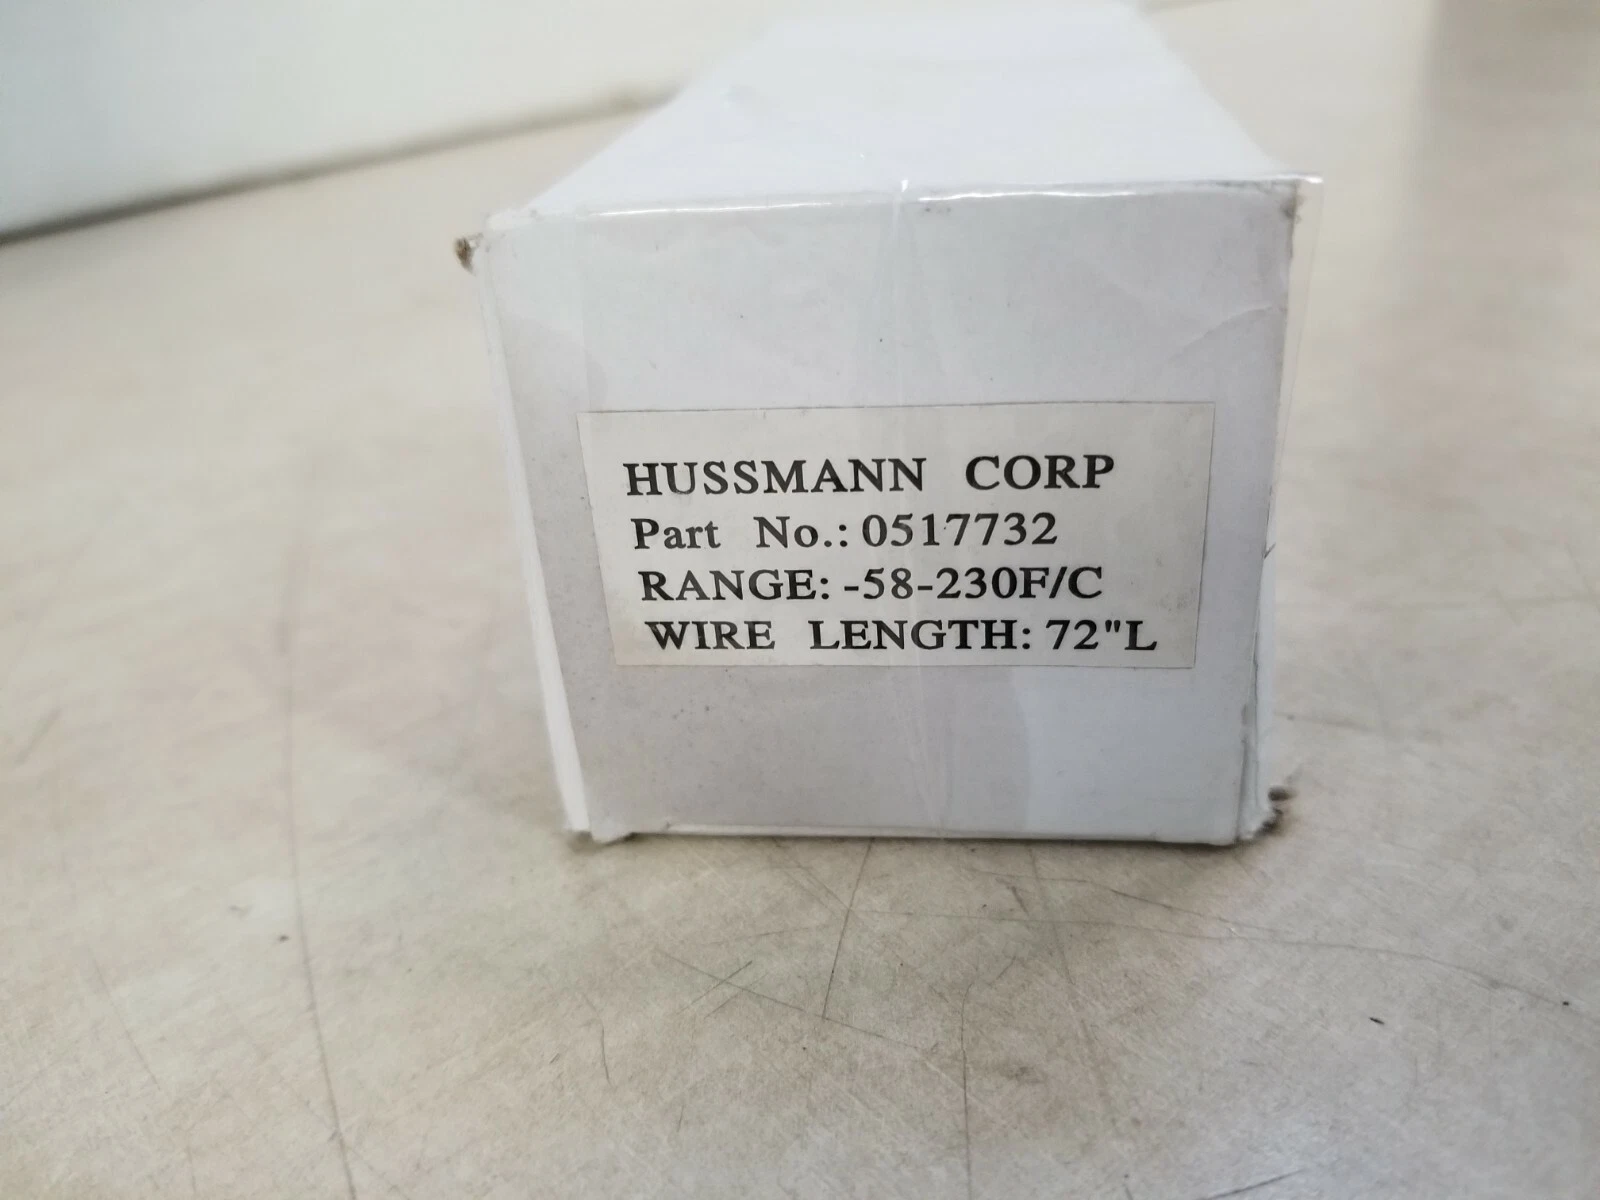 HUSSMANN CORP
Part No.: 0517732
RANGE: -58-230F/C
WIRE LENGTH: 72"L